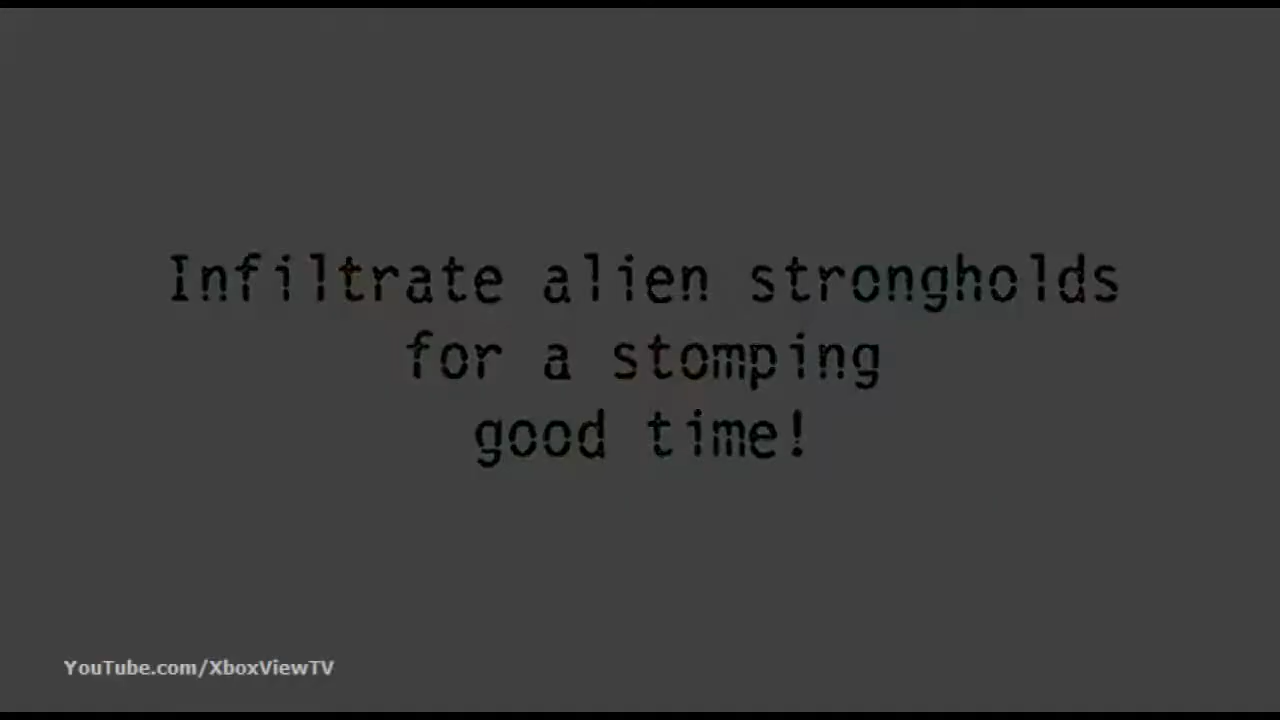 Infiltrate alien strongholds
for a stomping
good time!
YouTube.com/XboxViewTV